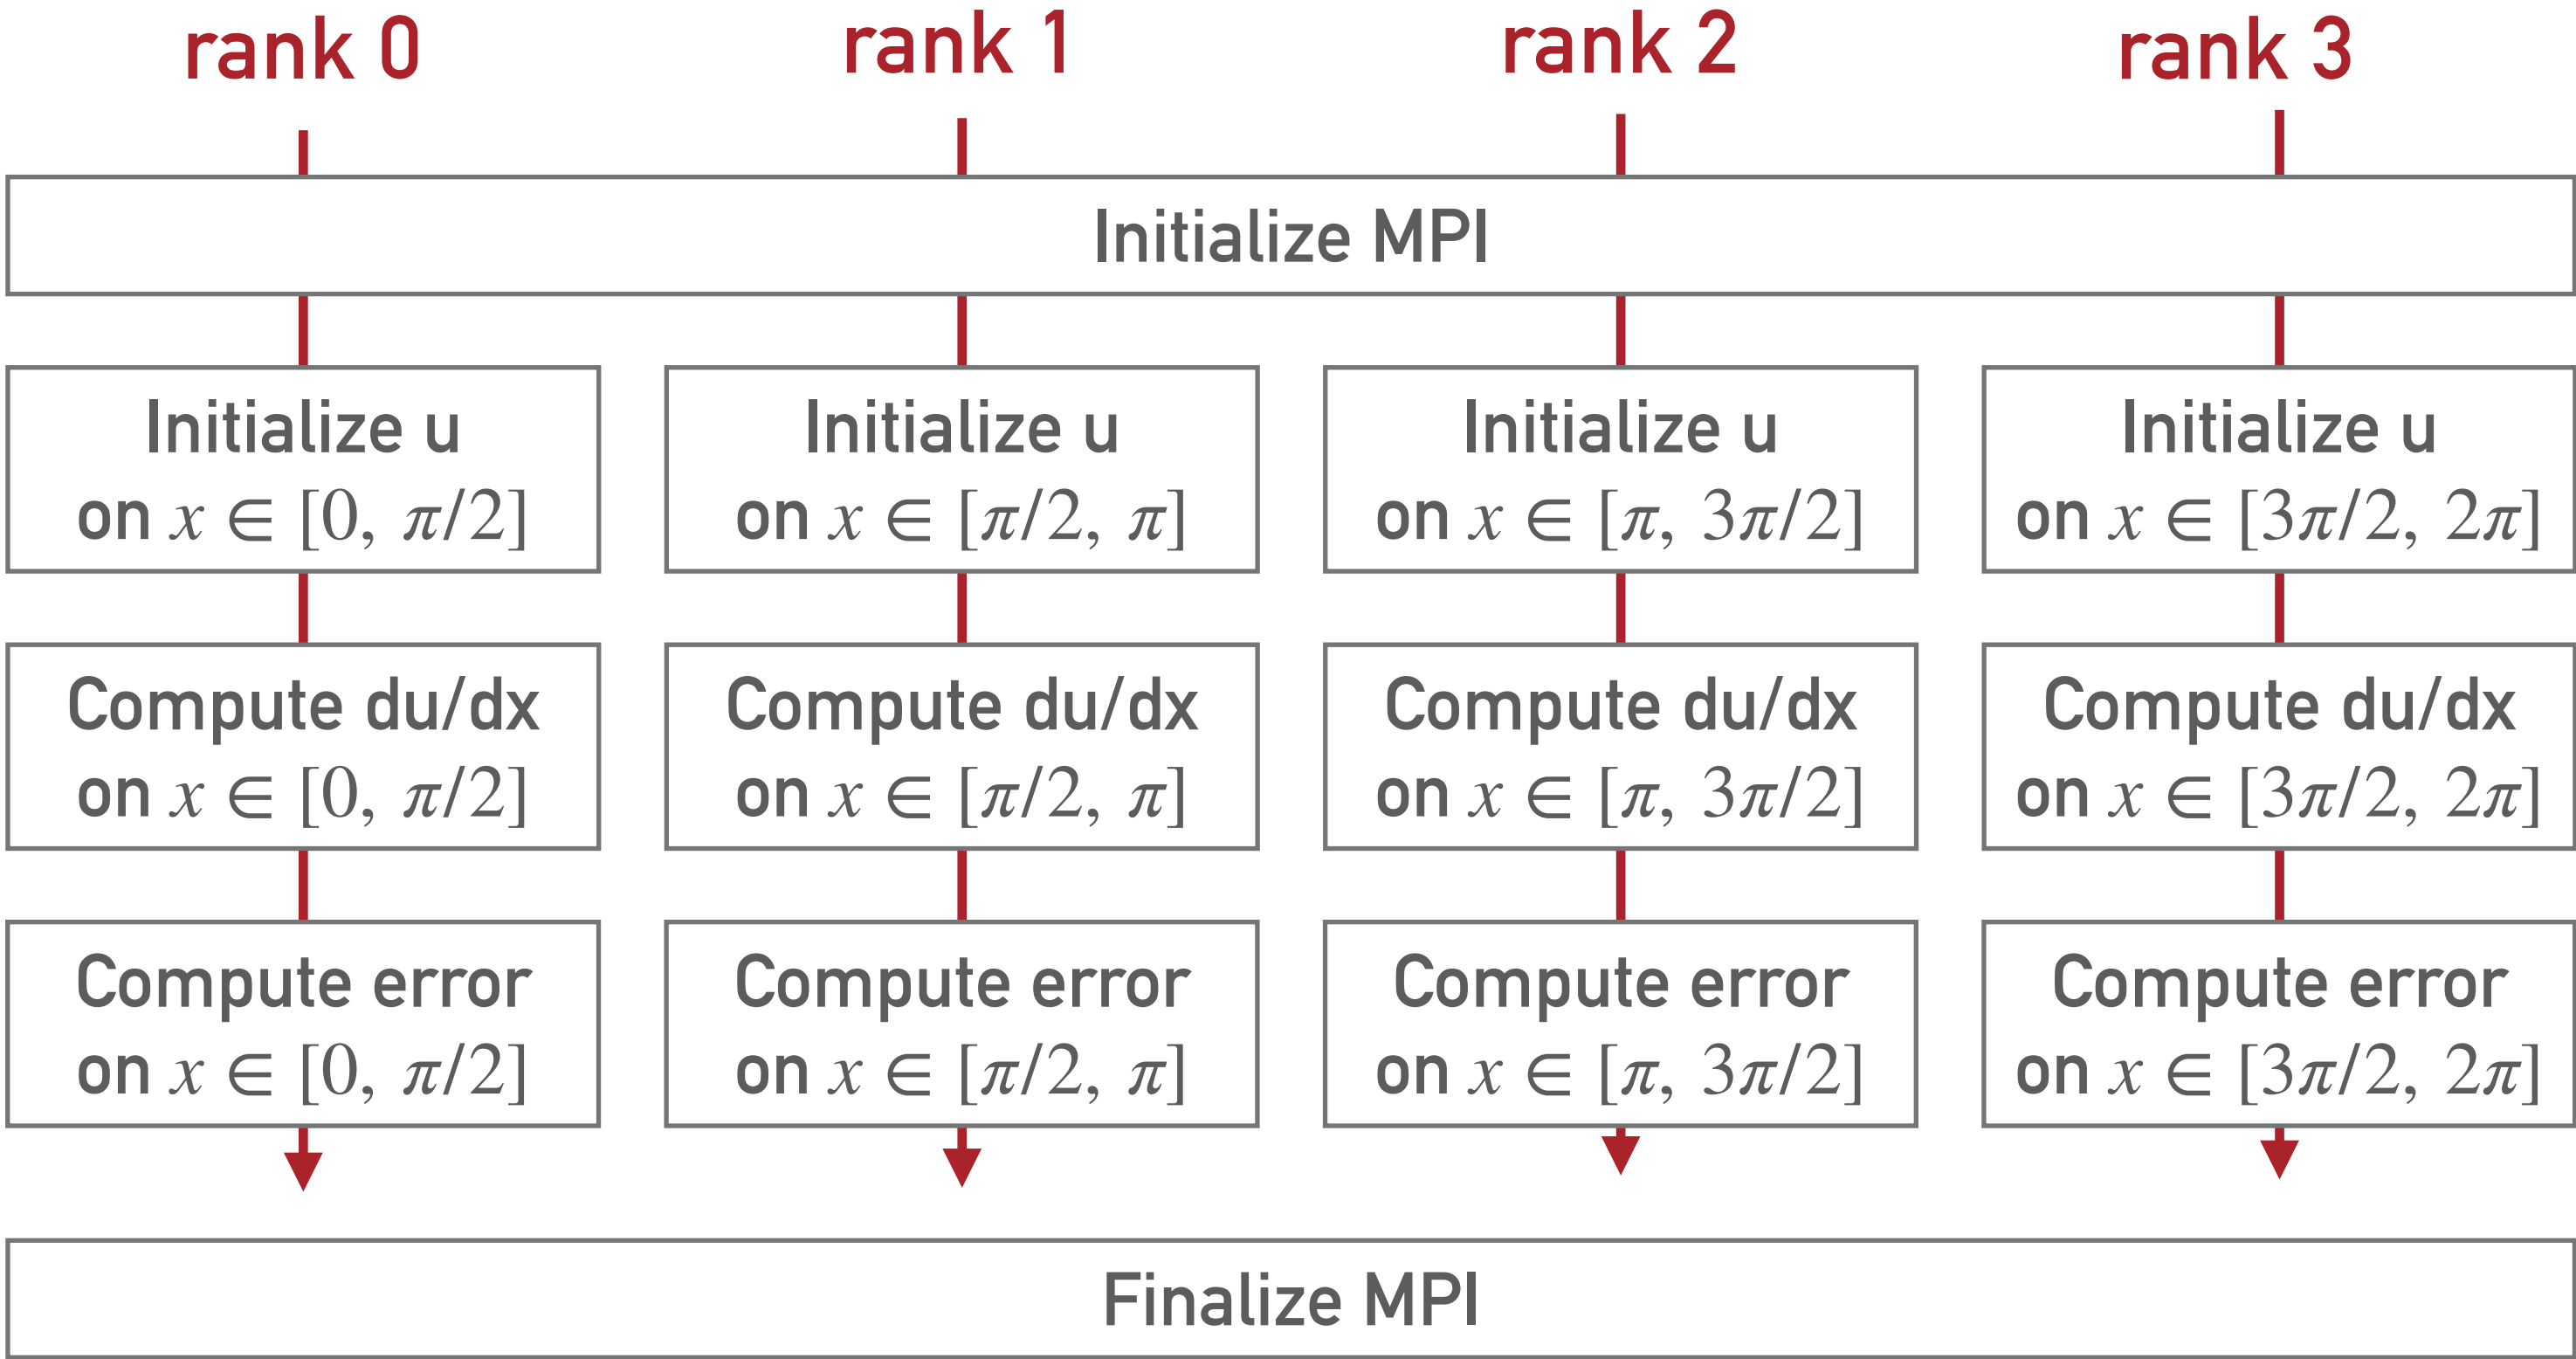 rank 0
rank 1
rank 2
rank 3
Initialize MPI
Initialize u
on x ∈ [0, π/2]
Initialize u
on x ∈ [π/2, π]
Initialize u
on x ∈ [π, 3π/2]
Initialize u
on x ∈ [3π/2, 2π]
Compute du/dx
on x ∈ [0, π/2]
Compute du/dx
on x ∈ [π/2, π]
Compute du/dx
on x ∈ [π, 3π/2]
Compute du/dx
on x ∈ [3π/2, 2π]
Compute error
on x ∈ [0, π/2]
Compute error
on x ∈ [π/2, π]
Compute error
on x ∈ [π, 3π/2]
Compute error
on x ∈ [3π/2, 2π]
Finalize MPI